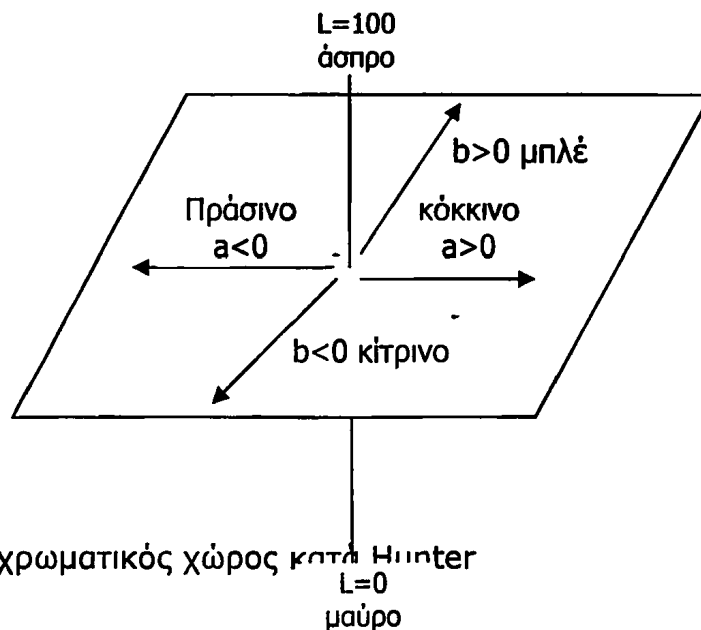 L=100
άσπρο
b>0 μπλέ
Πράσινο
a<0
κόκκινο
a>0
b<0 κίτρινο
χρωματικός χώρος κατά Hunter
L=0
μαύρο